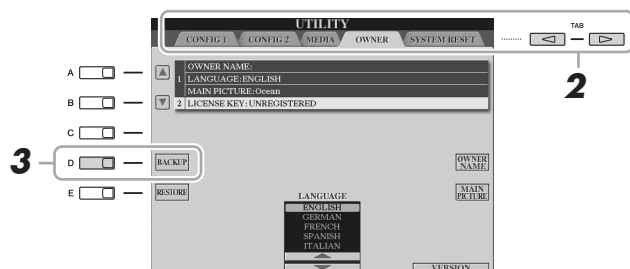 UTILITY
TAB
CONFIG 1 CONFIG 2 MEDIA OWNER SYSTEM RESET
2
OWNER NAME:
A
1 LANGUAGE:ENGLISH
MAIN PICTURE:Ocean
B
2 LICENSE KEY:UNREGISTERED
C
3
D
BACKUP
OWNER
NAME
E
RESTORE
MAIN
PICTURE
LANGUAGE
ENGLISH
GERMAN
FRENCH
SPANISH
ITALIAN
VERSION